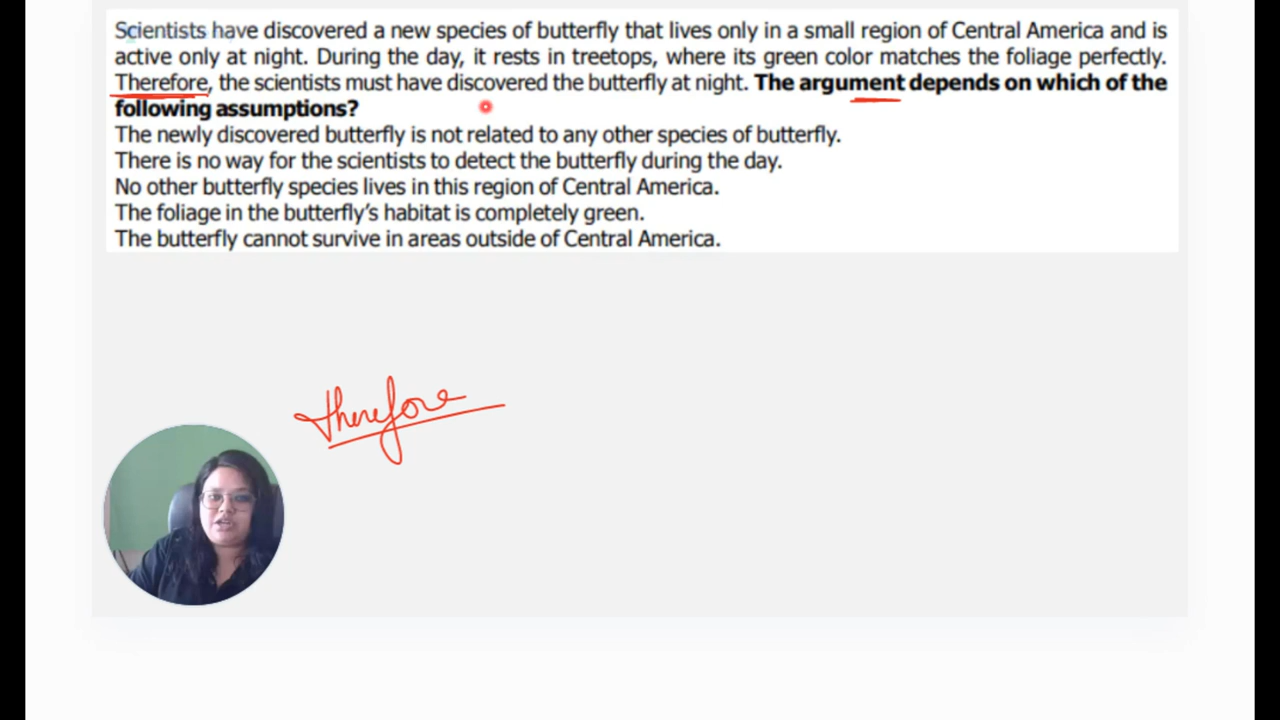 Scientists have discovered a new species of butterfly that lives only in a small region of Central America and is
active only at night. During the day, it rests in treetops, where its green color matches the foliage perfectly.
Therefore, the scientists must have discovered the butterfly at night. The argument depends on which of the
following assumptions?
The newly discovered butterfly is not related to any other species of butterfly.
There is no way for the scientists to detect the butterfly during the day.
No other butterfly species lives in this region of Central America.
The foliage in the butterfly’s habitat is completely green.
The butterfly cannot survive in areas outside of Central America.
therefore